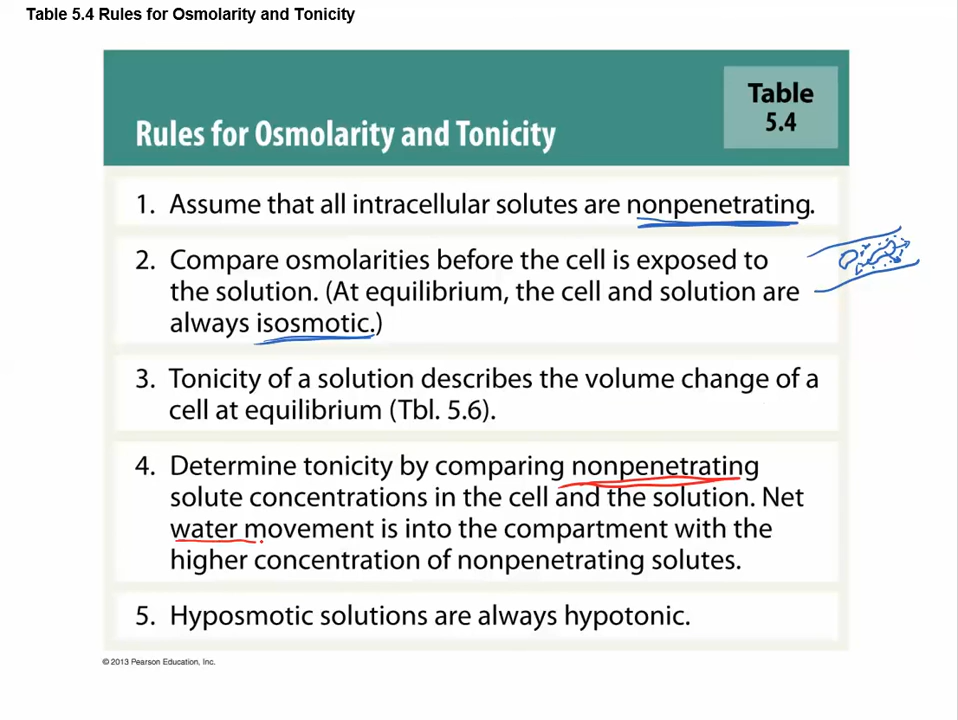 Table 5.4 Rules for Osmolarity and Tonicity
Table
5.4
Rules for Osmolarity and Tonicity
1. Assume that all intracellular solutes are nonpenetrating.
2. Compare osmolarities before the cell is exposed to
the solution. (At equilibrium, the cell and solution are
always isosmotic.)
3. Tonicity of a solution describes the volume change of a
cell at equilibrium (Tbl. 5.6).
4. Determine tonicity by comparing nonpenetrating
solute concentrations in the cell and the solution. Net
water movement is into the compartment with the
higher concentration of nonpenetrating solutes.
5. Hyposmotic solutions are always hypotonic.
© 2013 Pearson Education, Inc.